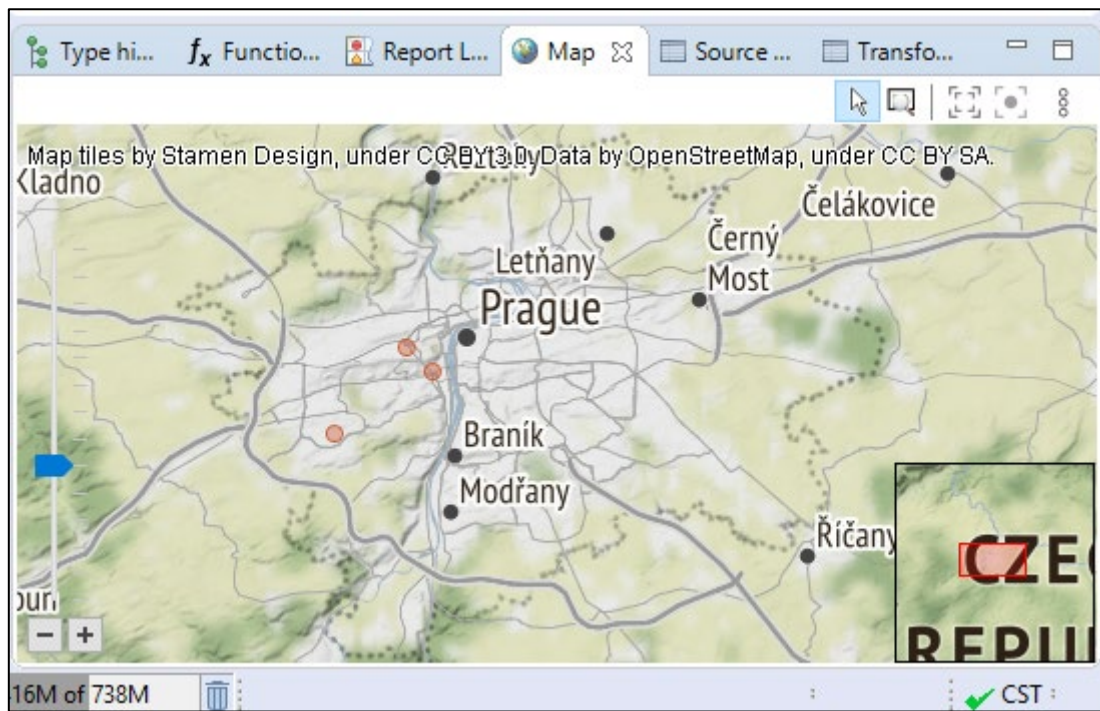 Type hi... fx Functio... Report L... Map Source ... Transfo...
Map tiles by Stamen Design, under CC BY 3.0. Data by OpenStreetMap, under CC BY SA.
Kladno
Čelákovice
Letňany
Černý
Most
Prague
Braník
Modřany
Říčany
CZE
REPU
16M of 738M
CST